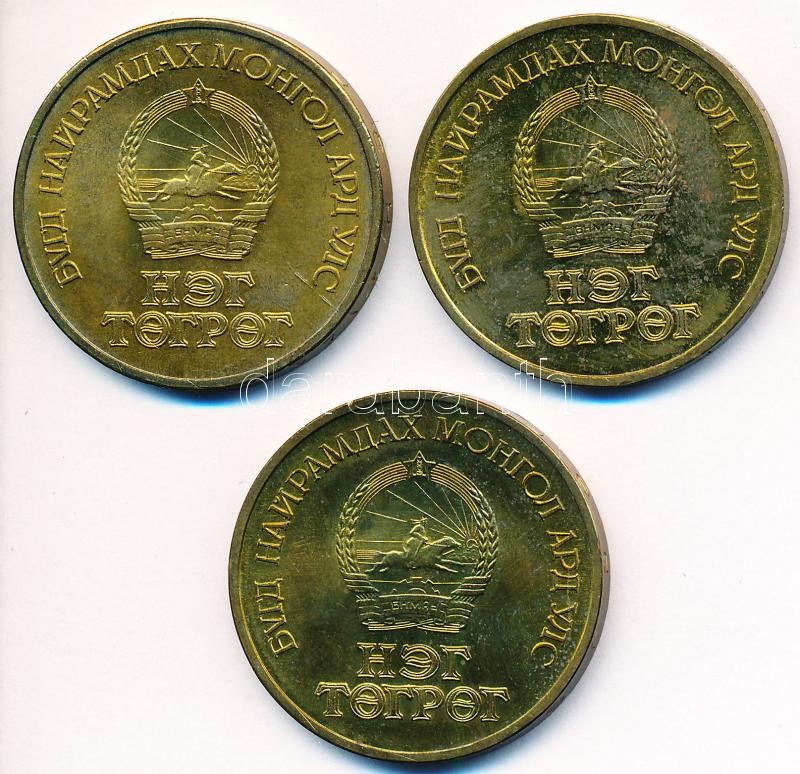 БҮГД НАЙРАМДАХ МОНГОЛ АРД УЛС
БНМАУ
НЭГ
ТӨГРӨГ
БҮГД НАЙРАМДАХ МОНГОЛ АРД УЛС
БНМАУ
НЭГ
ТӨГРӨГ
darabanth
БҮГД НАЙРАМДАХ МОНГОЛ АРД УЛС
БНМАУ
НЭГ
ТӨГРӨГ